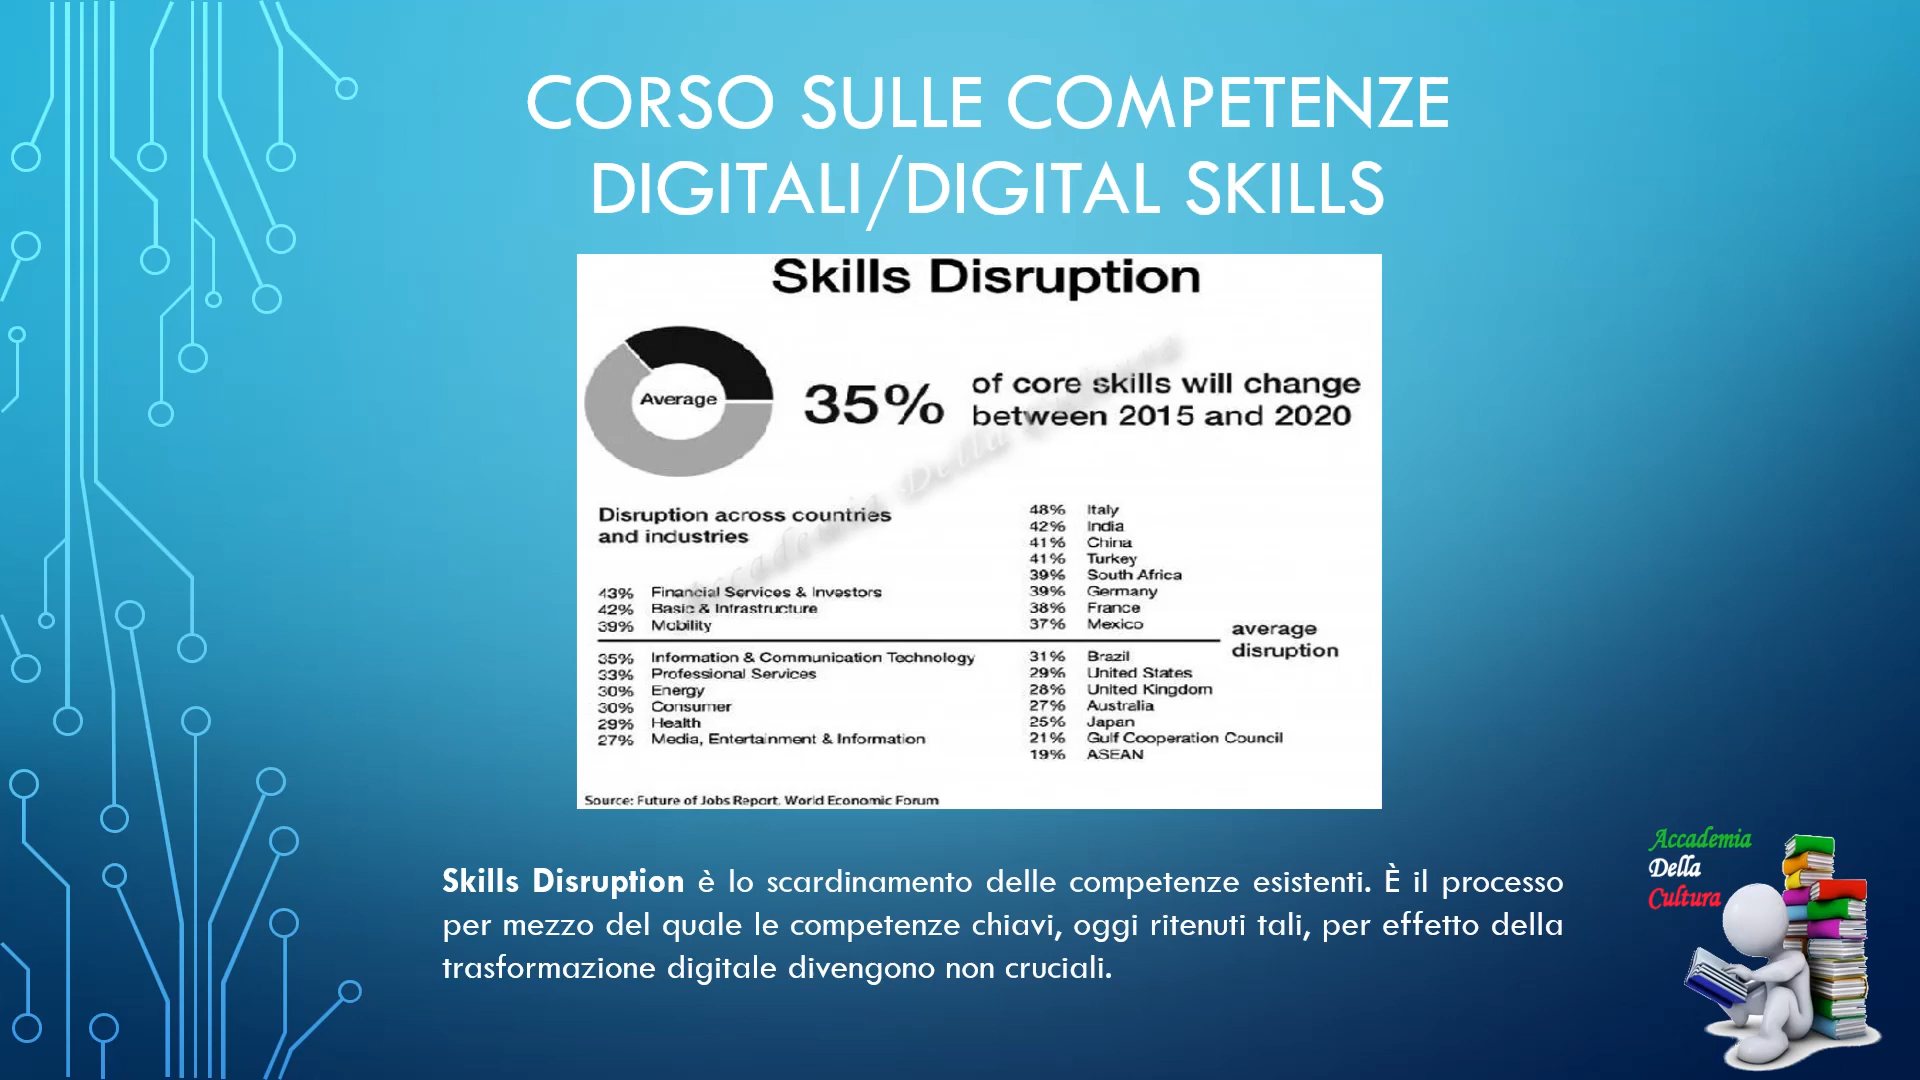 CORSO SULLE COMPETENZE
DIGITALI/DIGITAL SKILLS
Skills Disruption
Average
35%
of core skills will change
between 2015 and 2020
Accademia Della Cultura
Disruption across countries
and industries
43% Financial Services & Investors
42% Basic & Infrastructure
39% Mobility
35% Information & Communication Technology
33% Professional Services
30% Energy
30% Consumer
29% Health
27% Media, Entertainment & Information
48% Italy
42% India
41% China
41% Turkey
39% South Africa
39% Germany
38% France
37% Mexico
average
disruption
31% Brazil
29% United States
28% United Kingdom
27% Australia
25% Japan
21% Gulf Cooperation Council
19% ASEAN
Source: Future of Jobs Report, World Economic Forum
Skills Disruption è lo scardinamento delle competenze esistenti. È il processo
per mezzo del quale le competenze chiavi, oggi ritenuti tali, per effetto della
trasformazione digitale divengono non cruciali.
Accademia
Della
Cultura